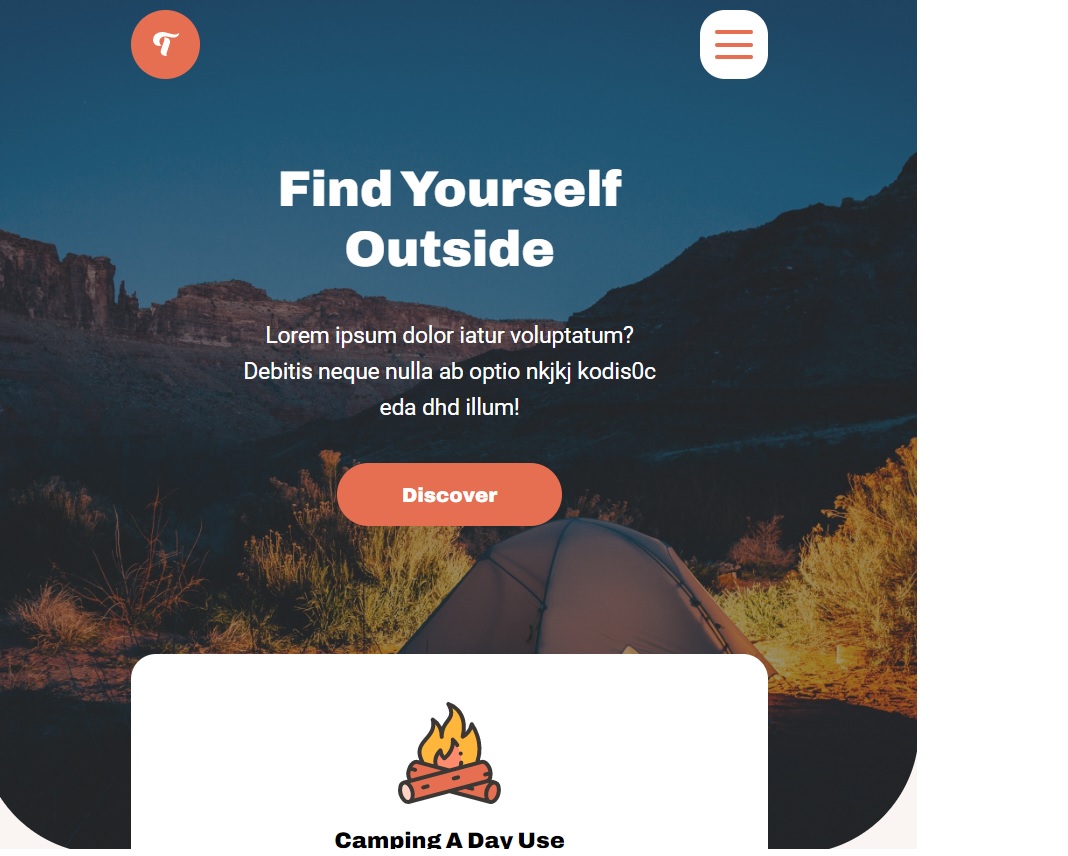 T
Find Yourself
Outside
Lorem ipsum dolor iatur voluptatum?
Debitis neque nulla ab optio nkjkj kodis0c
eda dhd illum!
Discover
Camping A Day Use